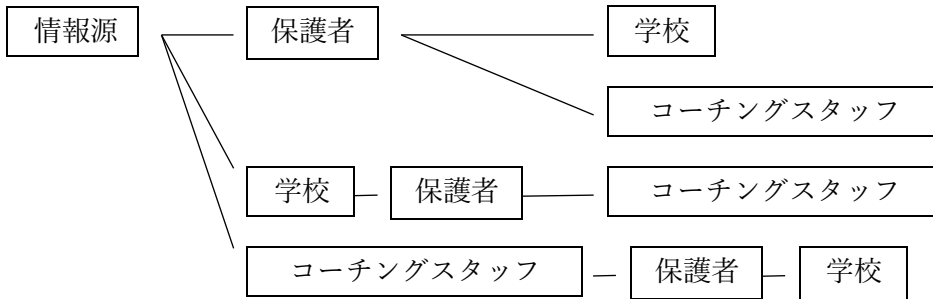 情報源 保護者 学校
コーチングスタッフ
学校 保護者 コーチングスタッフ
コーチングスタッフ 保護者 学校